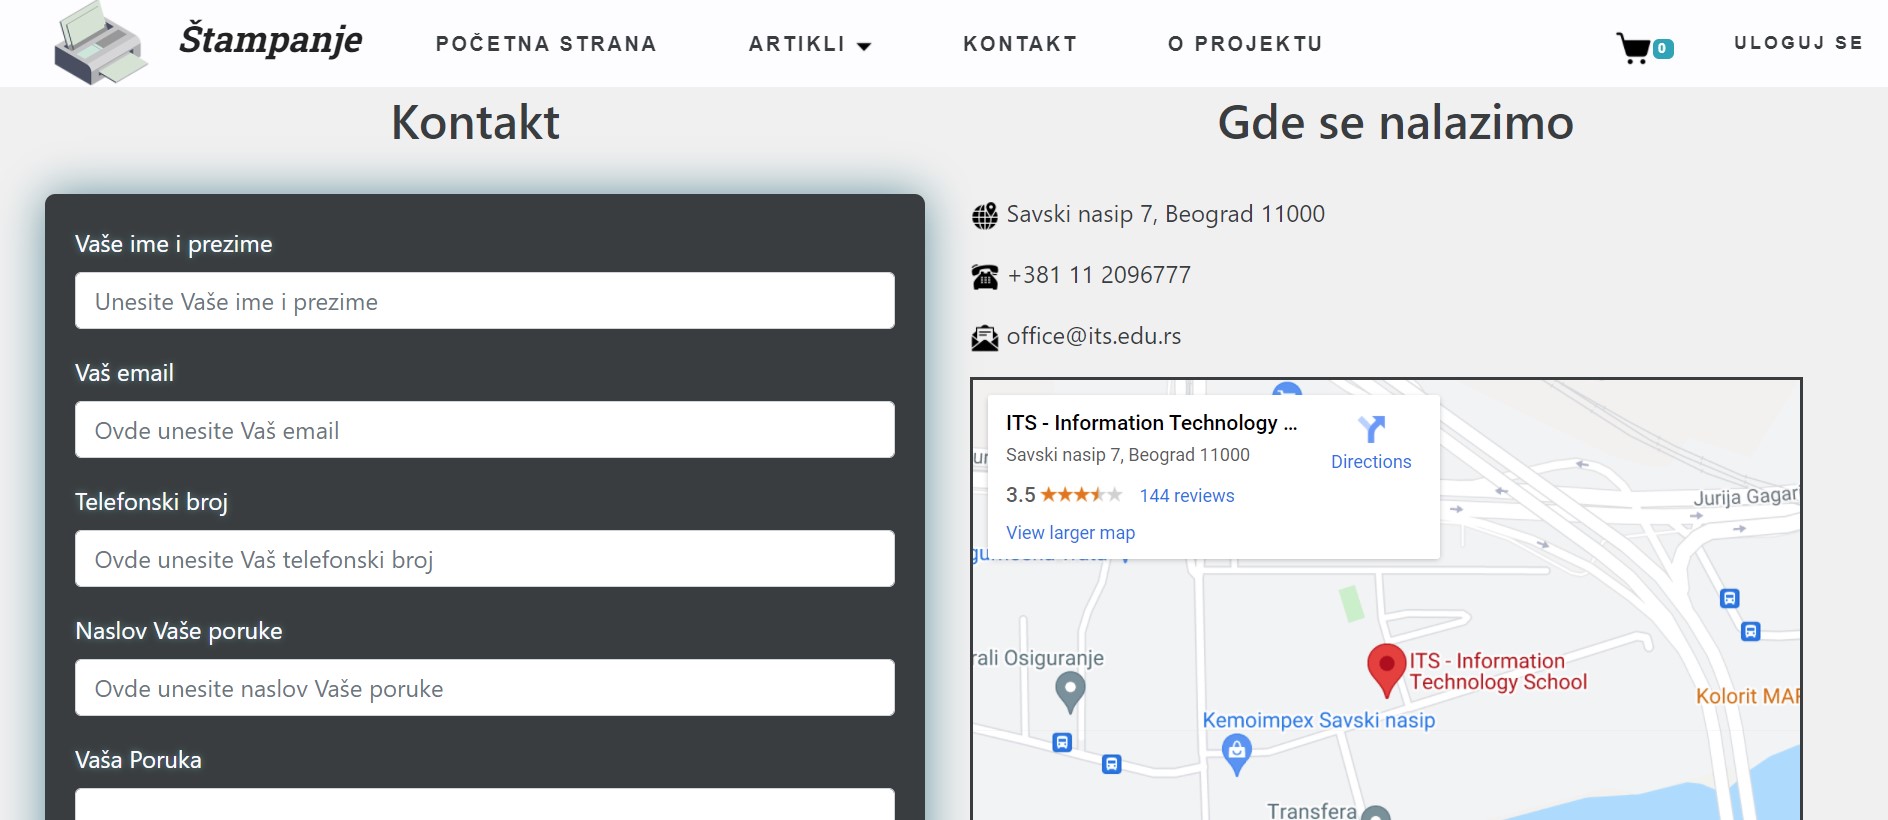 Štampanje
POČETNA STRANA
ARTIKLI
KONTAKT
O PROJEKTU
0
ULOGUJ SE
Kontakt
Vaše ime i prezime
Unesite Vaše ime i prezime
Vaš email
Ovde unesite Vaš email
Telefonski broj
Ovde unesite Vaš telefonski broj
Naslov Vaše poruke
Ovde unesite naslov Vaše poruke
Vaša Poruka
Gde se nalazimo
Savski nasip 7, Beograd 11000
+381 11 2096777
office@its.edu.rs
ITS - Information Technology ...
Savski nasip 7, Beograd 11000
Directions
3.5
144 reviews
View larger map
Jurija Gagari
rali Osiguranje
ITS - Information
Technology School
Kolorit MAR
Kemoimpex Savski nasip
Transfera